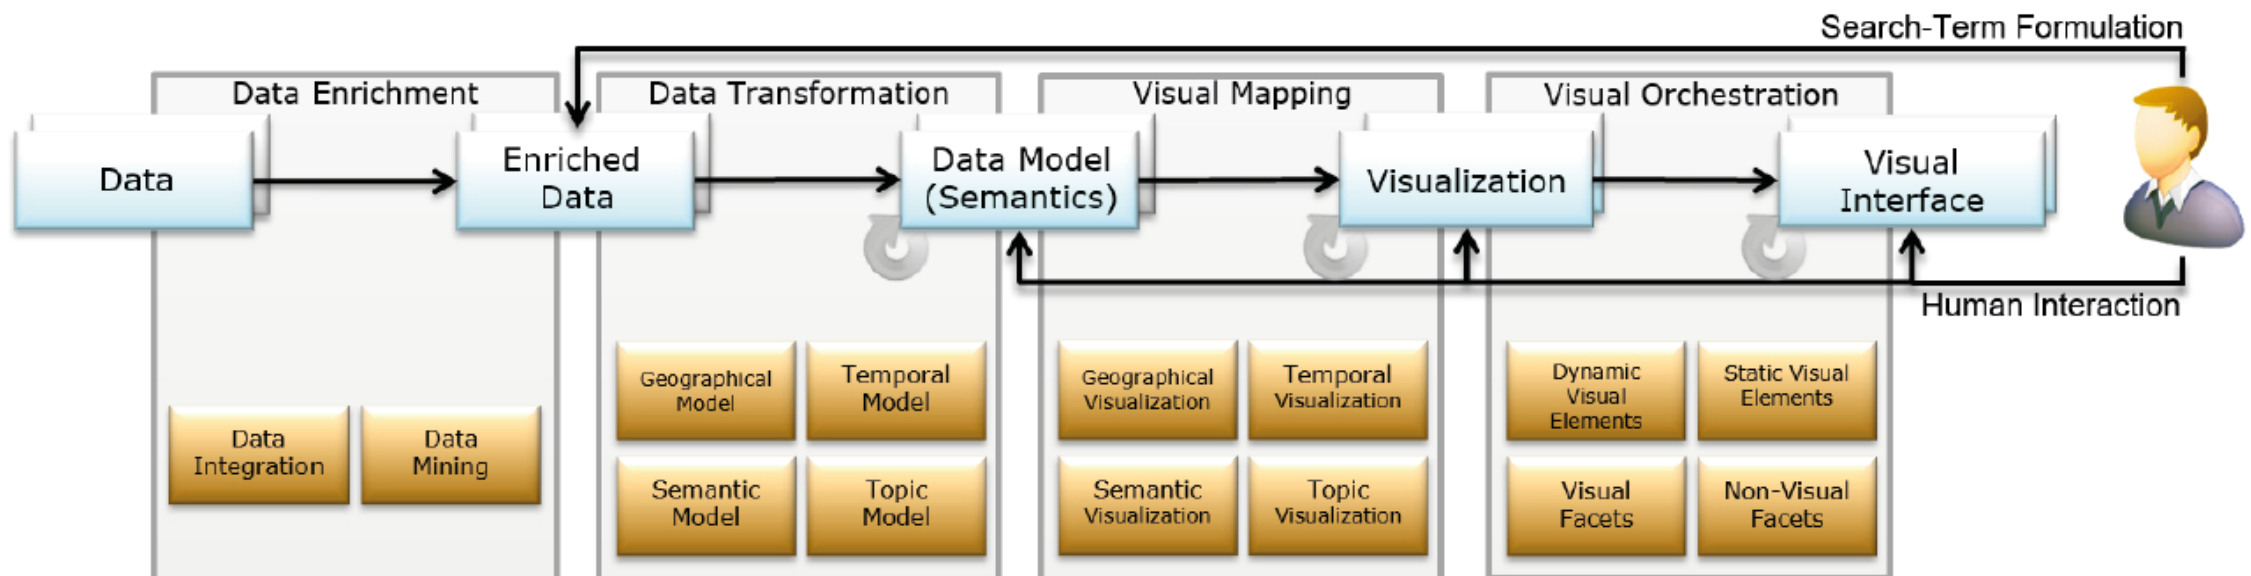 Search-Term Formulation
Data Enrichment
Data Transformation
Visual Mapping
Visual Orchestration
Data
Enriched
Data
Data Model
(Semantics)
Visualization
Visual
Interface
Human Interaction
Data
Integration
Data
Mining
Geographical
Model
Temporal
Model
Semantic
Model
Topic
Model
Geographical
Visualization
Temporal
Visualization
Semantic
Visualization
Topic
Visualization
Dynamic
Visual
Elements
Static Visual
Elements
Visual
Facets
Non-Visual
Facets